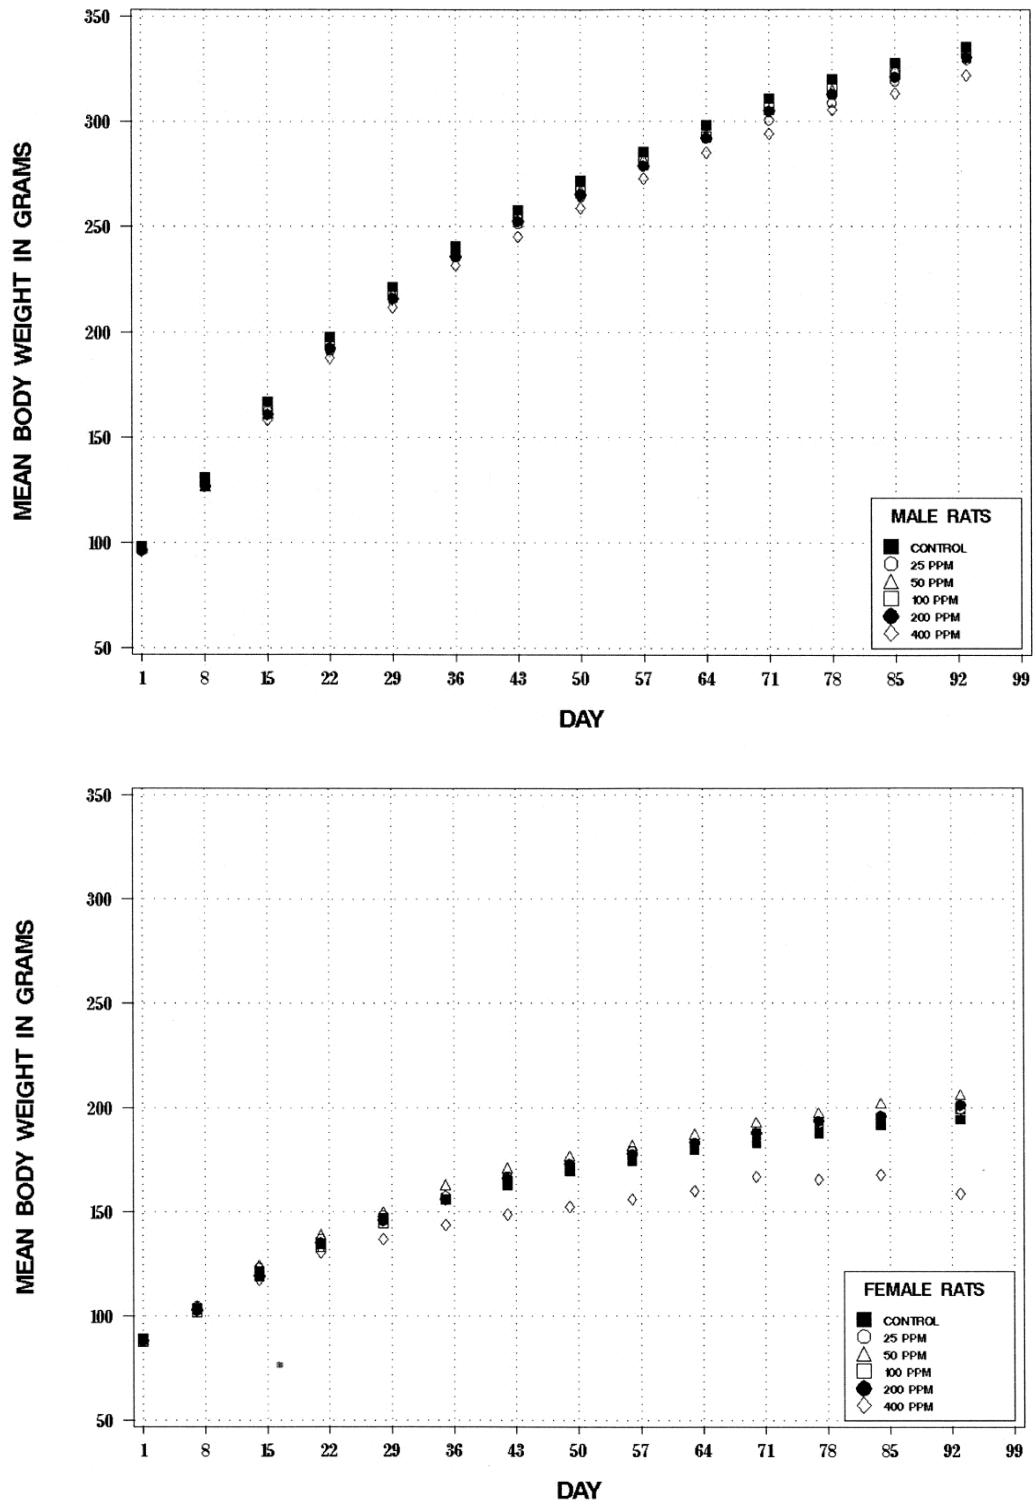 MEAN BODY WEIGHT IN GRAMS
350
300
250
200
150
100
50
MALE RATS
CONTROL
25 PPM
50 PPM
100 PPM
200 PPM
400 PPM
1 8 15 22 29 36 43 50 57 64 71 78 85 92 99
DAY
MEAN BODY WEIGHT IN GRAMS
350
300
250
200
150
100
50
FEMALE RATS
CONTROL
25 PPM
50 PPM
100 PPM
200 PPM
400 PPM
1 8 15 22 29 36 43 50 57 64 71 78 85 92 99
DAY